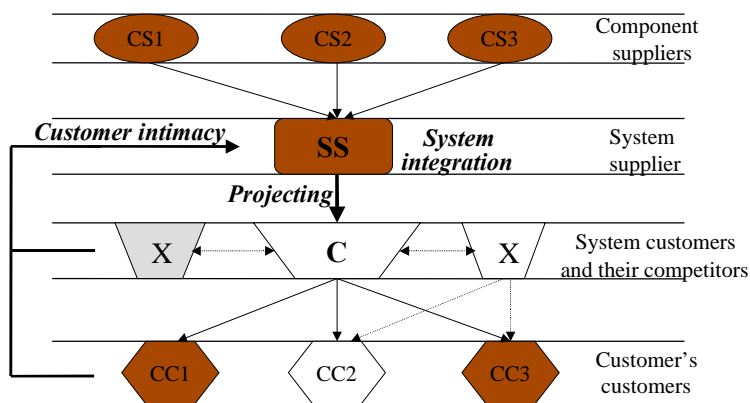 CS1
CS2
CS3
Component
suppliers
Customer intimacy
SS
System
integration
System
supplier
Projecting
X
C
X
System customers
and their competitors
CC1
CC2
CC3
Customer's
customers